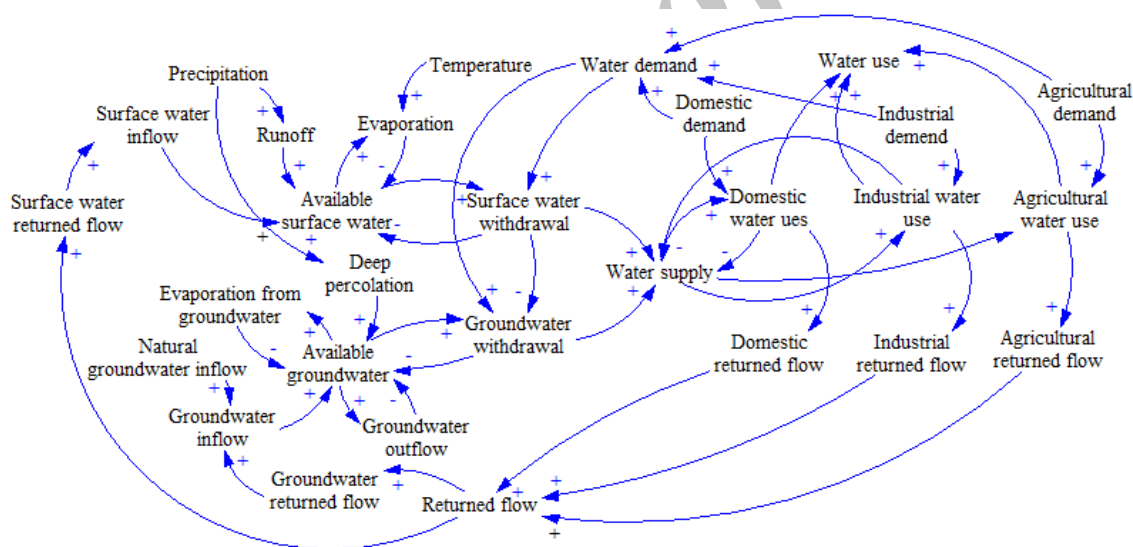 Water demand
Water use
Precipitation
Temperature
Agricultural
demand
Surface water
inflow
Domestic
demand
Industrial
demend
Runoff
Evaporation
Surface water
returned flow
Available
surface water
Surface water
withdrawal
Domestic
water ues
Industrial water
use
Agricultural
water use
Deep
percolation
Water supply
Evaporation from
groundwater
Groundwater
withdrawal
Natural
groundwater inflow
Available
groundwater
Domestic
returned flow
Industrial
returned flow
Agricultural
returned flow
Groundwater
inflow
Groundwater
outflow
Groundwater
returned flow
Returned flow